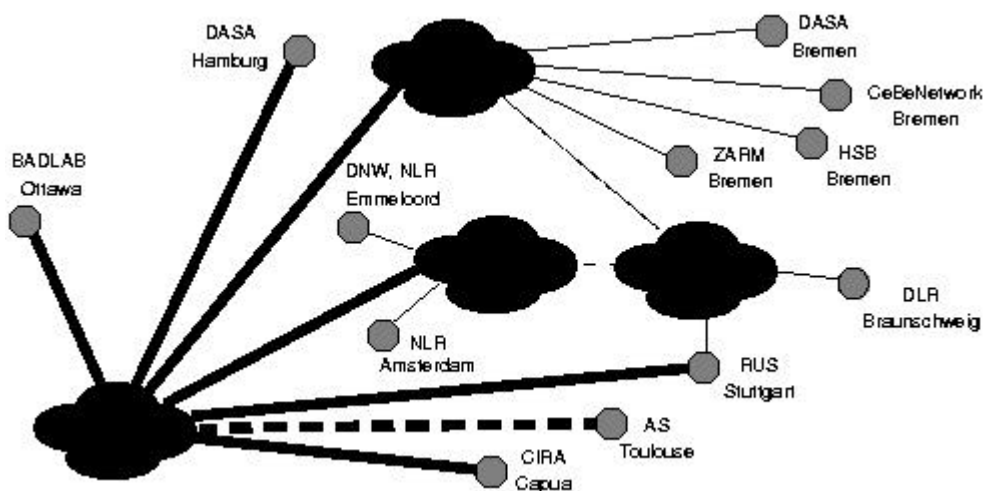 DASA
Hamburg
DASA
Bremen
CeBeNetwork
Bremen
HSB
Bremen
ZARM
Bremen
BADLAB
Ottawa
DNW, NLR
Emmeloord
NLR
Amsterdam
DLR
Braunschweig
RUS
Stuttgart
AS
Toulouse
CIRA
Capua